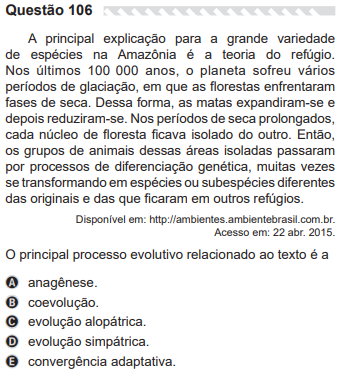 Questão 106
A principal explicação para a grande variedade
de espécies na Amazônia é a teoria do refúgio.
Nos últimos 100 000 anos, o planeta sofreu vários
períodos de glaciação, em que as florestas enfrentaram
fases de seca. Dessa forma, as matas expandiram-se e
depois reduziram-se. Nos períodos de seca prolongados,
cada núcleo de floresta ficava isolado do outro. Então,
os grupos de animais dessas áreas isoladas passaram
por processos de diferenciação genética, muitas vezes
se transformando em espécies ou subespécies diferentes
das originais e das que ficaram em outros refúgios.
Disponível em: http://ambientes.ambientebrasil.com.br.
Acesso em: 22 abr. 2015.
O principal processo evolutivo relacionado ao texto é a
A anagênese.
B coevolução.
C evolução alopátrica.
D evolução simpátrica.
E convergência adaptativa.